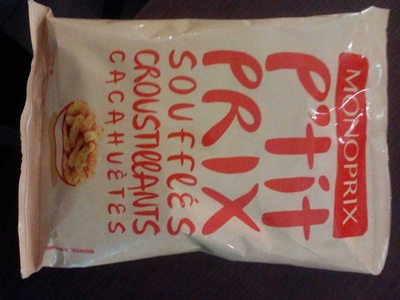 MONOPRIX
P'tit
PRIX
SOUFFLÉS
CROUSTILLANTS
CACAHUÈTES